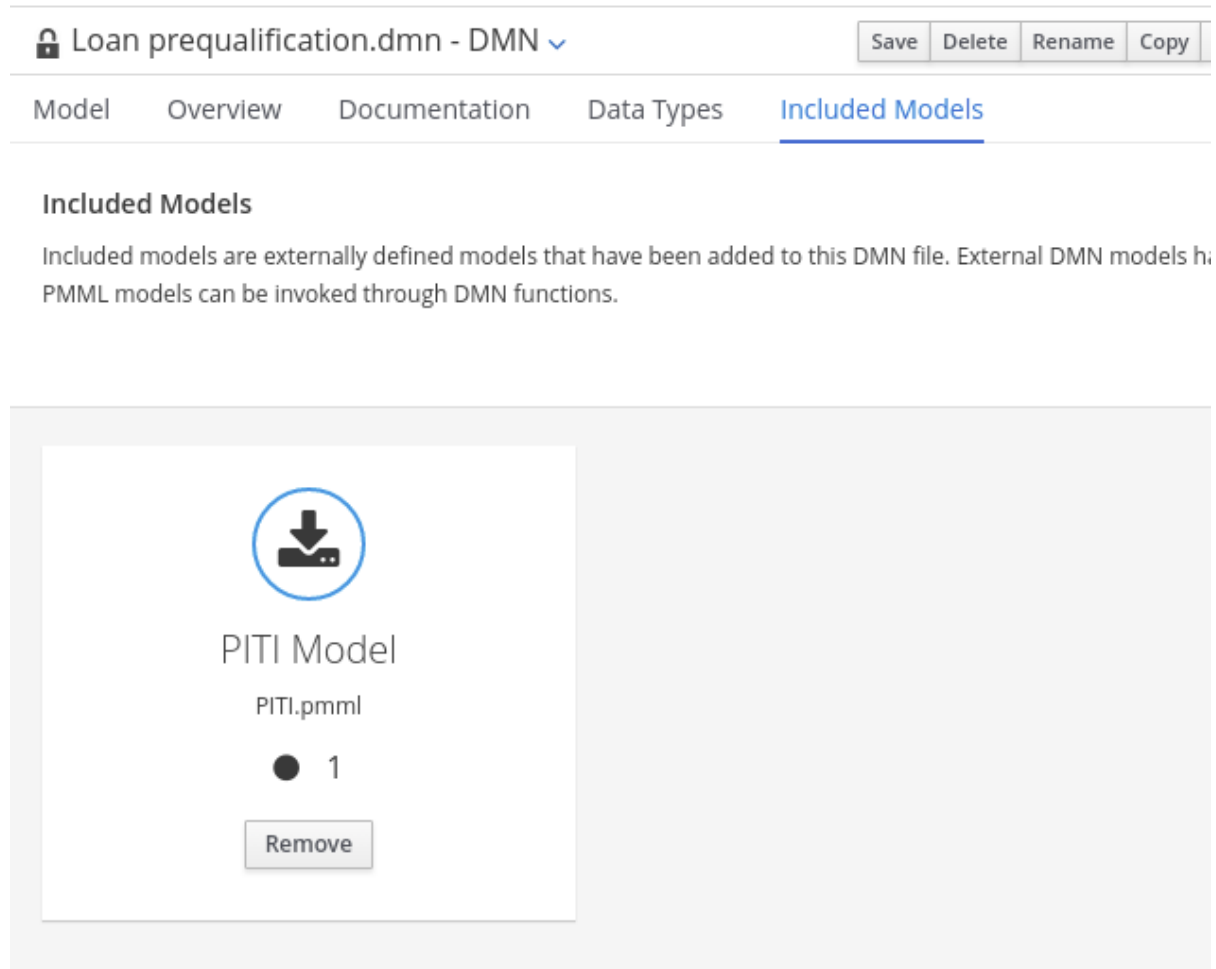 Loan prequalification.dmn - DMN
Save Delete Rename Copy
Model Overview Documentation Data Types Included Models
Included Models
Included models are externally defined models that have been added to this DMN file. External DMN models
PMML models can be invoked through DMN functions.
PITI Model
PITI.pmml
1
Remove